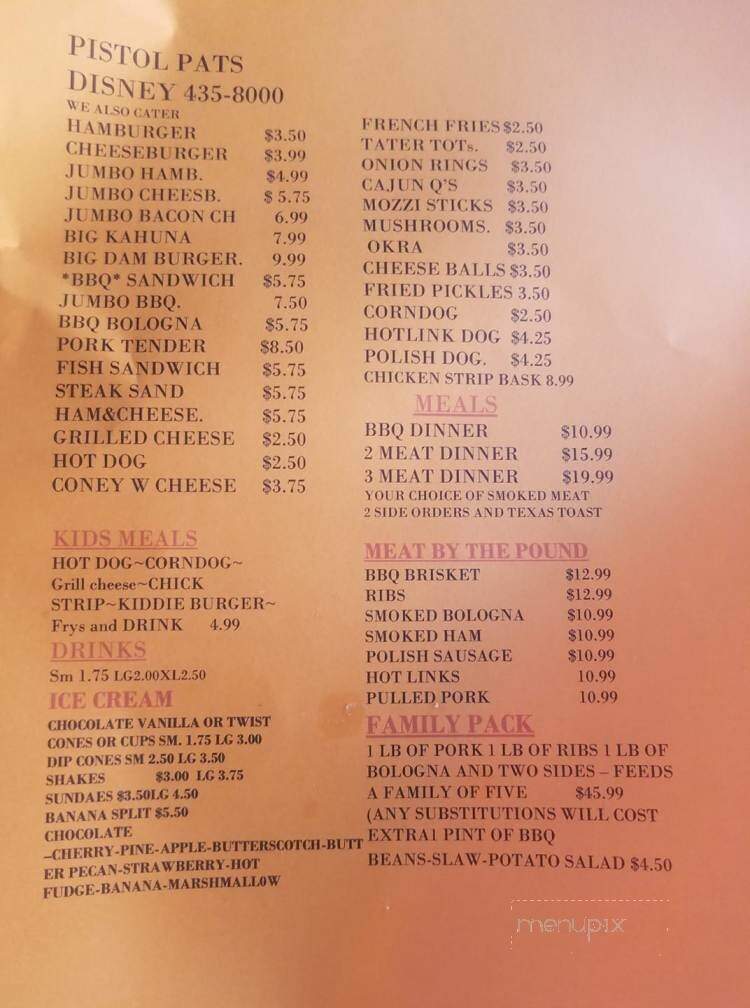 PISTOL PATS
DISNEY 435-8000
WE ALSO CATER
HAMBURGER $3.50
CHEESEBURGER $3.99
JUMBO HAMB. $4.99
JUMBO CHEESB. $ 5.75
JUMBO BACON CH 6.99
BIG KAHUNA 7.99
BIG DAM BURGER. 9.99
*BBQ* SANDWICH $5.75
JUMBO BBQ. 7.50
BBQ BOLOGNA $5.75
PORK TENDER $8.50
FISH SANDWICH $5.75
STEAK SAND $5.75
HAM&CHEESE. $5.75
GRILLED CHEESE $2.50
HOT DOG $2.50
CONEY W CHEESE $3.75
KIDS MEALS
HOT DOG~CORNDOG~
Grill cheese~CHICK
STRIP~KIDDIE BURGER~
Frys and DRINK 4.99
DRINKS
Sm 1.75 LG2.00XL2.50
ICE CREAM
CHOCOLATE VANILLA OR TWIST
CONES OR CUPS SM. 1.75 LG 3.00
DIP CONES SM 2.50 LG 3.50
SHAKES $3.00 LG 3.75
SUNDAES $3.50LG 4.50
BANANA SPLIT $5.50
CHOCOLATE
–CHERRY-PINE-APPLE-BUTTERSCOTCH-BUTT
ER PECAN-STRAWBERRY-HOT
FUDGE-BANANA-MARSHMALL0W
FRENCH FRIES $2.50
TATER TOTs. $2.50
ONION RINGS $3.50
CAJUN Q'S $3.50
MOZZI STICKS $3.50
MUSHROOMS. $3.50
OKRA $3.50
CHEESE BALLS $3.50
FRIED PICKLES 3.50
CORNDOG $2.50
HOTLINK DOG $4.25
POLISH DOG. $4.25
CHICKEN STRIP BASK 8.99
MEALS
BBQ DINNER $10.99
2 MEAT DINNER $15.99
3 MEAT DINNER $19.99
YOUR CHOICE OF SMOKED MEAT
2 SIDE ORDERS AND TEXAS TOAST
MEAT BY THE POUND
BBQ BRISKET $12.99
RIBS $12.99
SMOKED BOLOGNA $10.99
SMOKED HAM $10.99
POLISH SAUSAGE $10.99
HOT LINKS 10.99
PULLED PORK 10.99
FAMILY PACK
1 LB OF PORK 1 LB OF RIBS 1 LB OF
BOLOGNA AND TWO SIDES – FEEDS
A FAMILY OF FIVE $45.99
(ANY SUBSTITUTIONS WILL COST
EXTRA1 PINT OF BBQ
BEANS-SLAW-POTATO SALAD $4.50
menupix